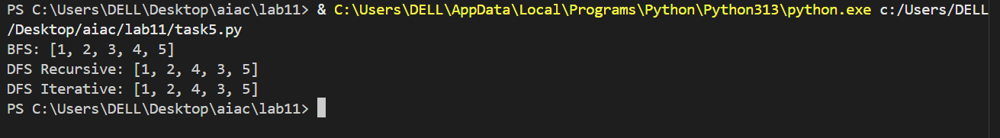 PS C:\Users\DELL\Desktop\aiac\lab11> & C:\Users\DELL\AppData\Local\Programs\Python\Python313\python.exe c:/Users/DELL
/Desktop/aiac/lab11/task5.py
BFS: [1, 2, 3, 4, 5]
DFS Recursive: [1, 2, 4, 3, 5]
DFS Iterative: [1, 2, 4, 3, 5]
PS C:\Users\DELL\Desktop\aiac\lab11>